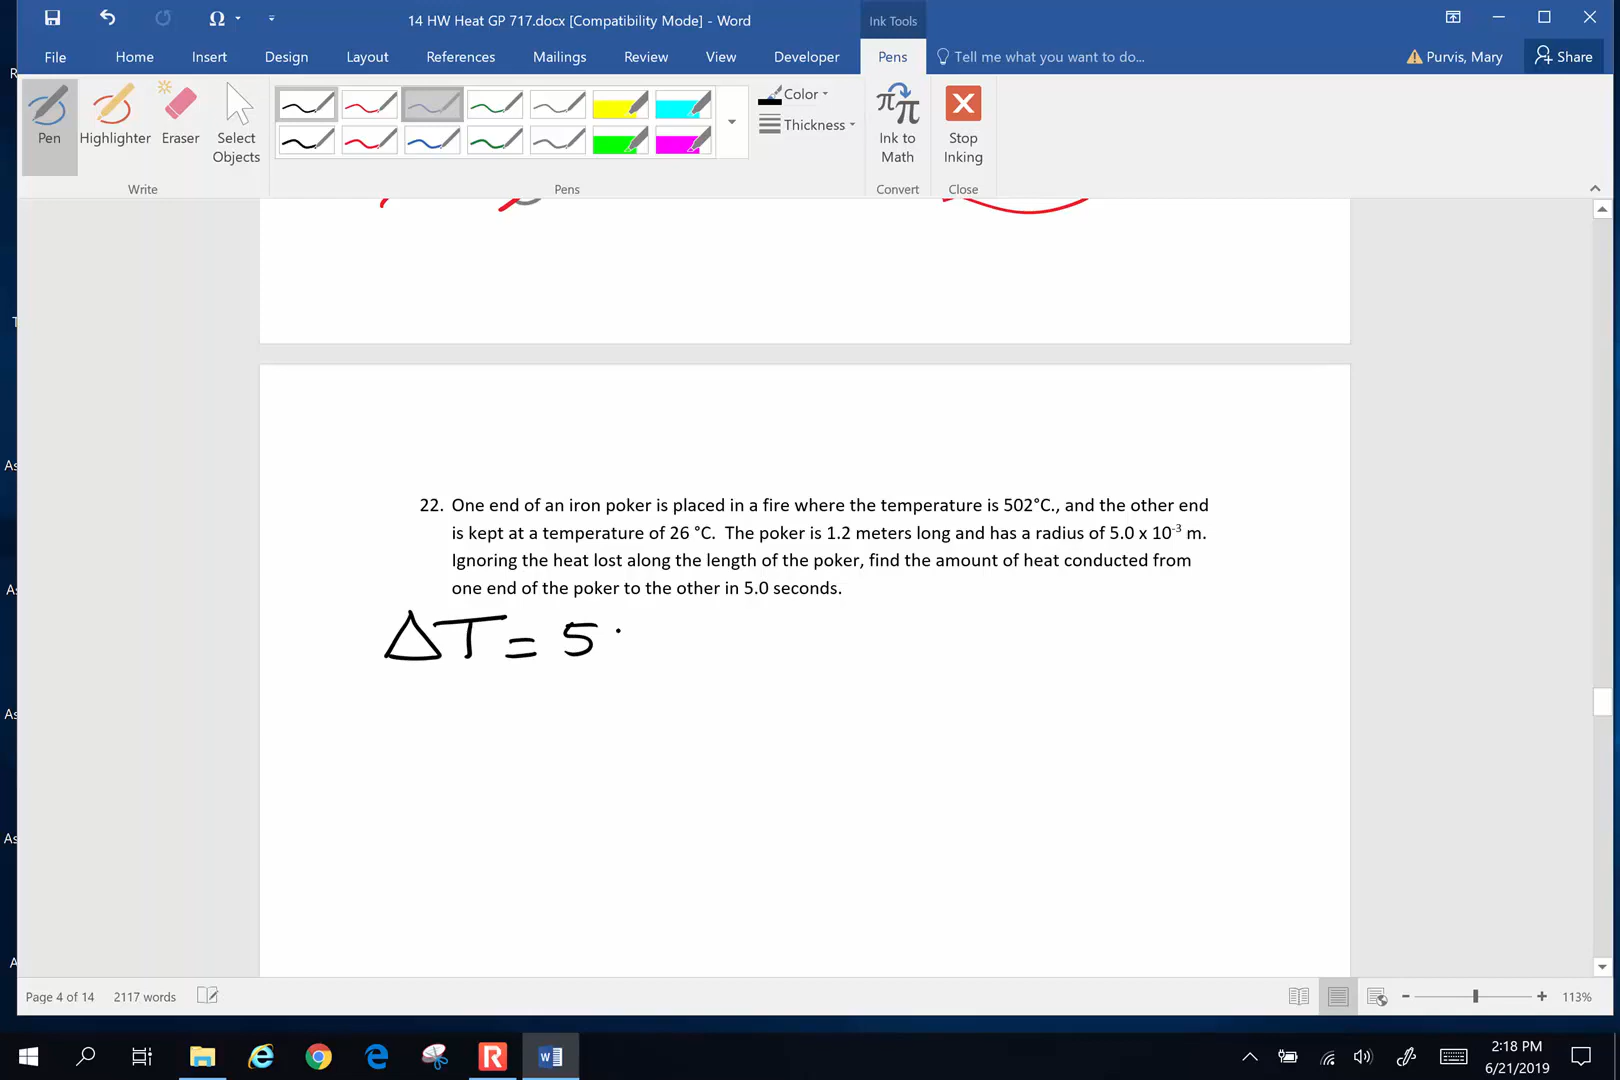 14 HW Heat GP 717.docx [Compatibility Mode] - Word
Ink Tools
File Home Insert Design Layout References Mailings Review View Developer Pens Tell me what you want to do... Purvis, Mary Share
Pen Highlighter Eraser Select Objects
Color
Thickness
Ink to Math
Stop Inking
Write Pens Convert Close
22. One end of an iron poker is placed in a fire where the temperature is 502°C., and the other end
is kept at a temperature of 26 °C. The poker is 1.2 meters long and has a radius of 5.0 x 10⁻³ m.
Ignoring the heat lost along the length of the poker, find the amount of heat conducted from
one end of the poker to the other in 5.0 seconds.
ΔT = 5
Page 4 of 14 2117 words 113%
2:18 PM
6/21/2019